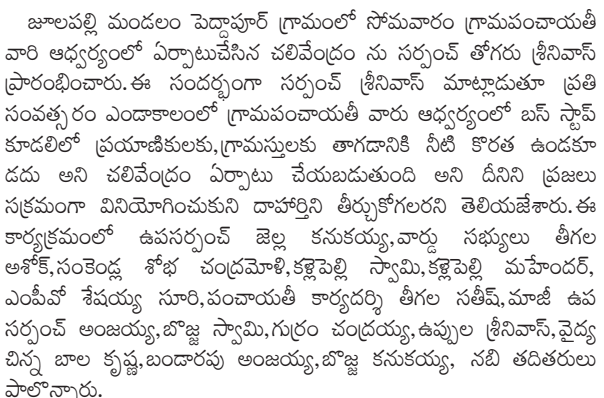 జూలపల్లి మండలం పెద్దాపూర్ గ్రామంలో సోమవారం గ్రామపంచాయతీ
వారి ఆధ్వర్యంలో ఏర్పాటుచేసిన చలివేంద్రం ను సర్పంచ్ తోగరు శ్రీనివాస్
ప్రారంభించారు.ఈ సందర్భంగా సర్పంచ్ శ్రీనివాస్ మాట్లాడుతూ ప్రతి
సంవత్సరం ఎండాకాలంలో గ్రామపంచాయతీ వారు ఆధ్వర్యంలో బస్ స్టాప్
కూడలిలో ప్రయాణికులకు,గ్రామస్తులకు తాగడానికి నీటి కొరత ఉండకూ
డదు అని చలివేంద్రం ఏర్పాటు చేయబడుతుంది అని దీనిని ప్రజలు
సక్రమంగా వినియోగించుకుని దాహార్తిని తీర్చుకోగలరని తెలియజేశారు.ఈ
కార్యక్రమంలో ఉపసర్పంచ్ జెల్ల కనుకయ్య,వార్డు సభ్యులు తీగల
అశోక్,సంకెండ్ల శోభ చంద్రమోళి,కళ్లెపెల్లి స్వామి,కళ్లెపెల్లి మహేందర్,
ఎంపీవో శేషయ్య సూరి,పంచాయతీ కార్యదర్శి తీగల సతీష్,మాజీ ఉప
సర్పంచ్ అంజయ్య,బొజ్జ స్వామి,గుర్రం చంద్రయ్య,ఉప్పుల శ్రీనివాస్,వైద్య
చిన్న బాల కృష్ణ,బండారపు అంజయ్య,బొజ్జ కనుకయ్య, నబి తదితరులు
పాల్గొన్నారు.